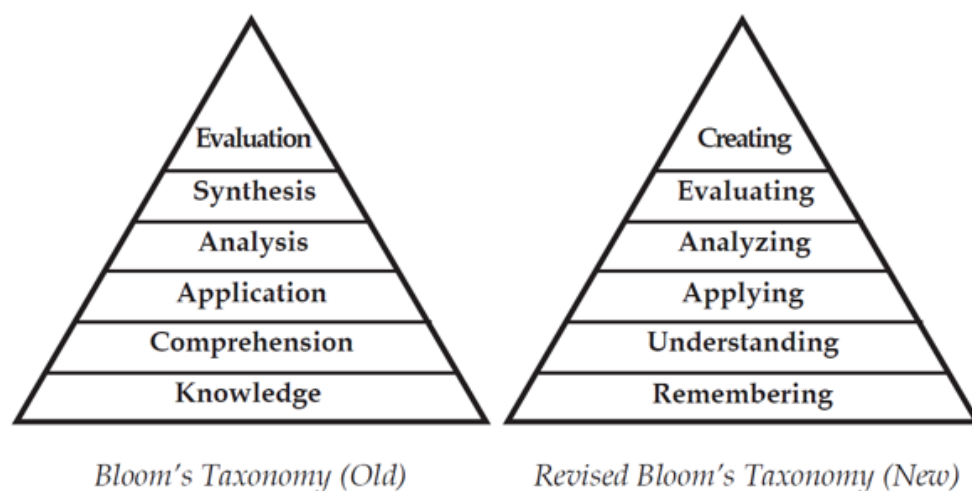 Evaluation
Synthesis
Analysis
Application
Comprehension
Knowledge
Bloom's Taxonomy (Old)
Creating
Evaluating
Analyzing
Applying
Understanding
Remembering
Revised Bloom's Taxonomy (New)